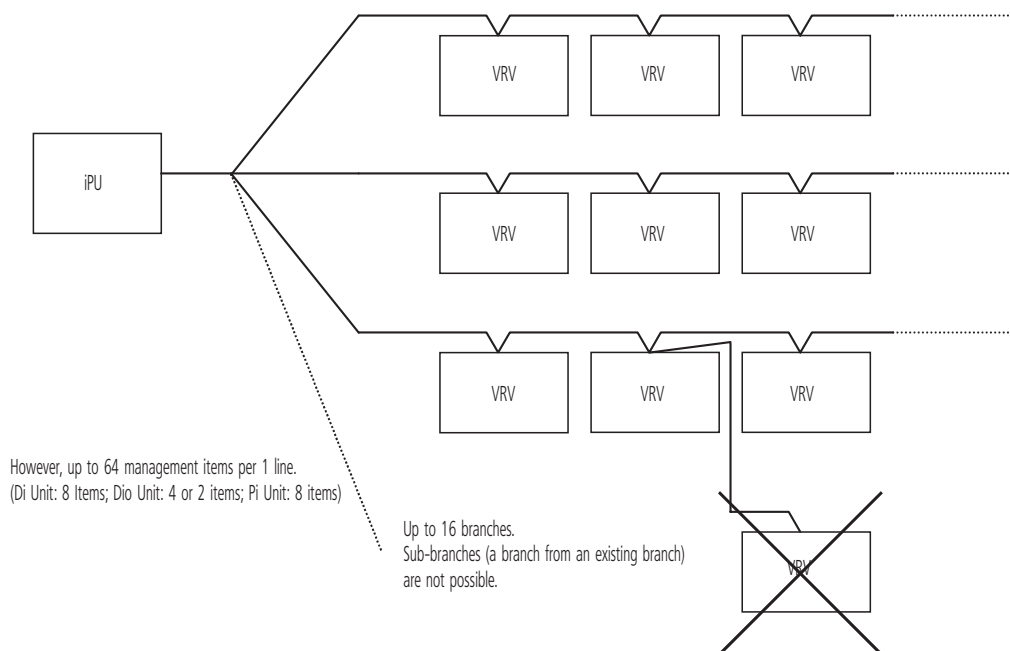 VRV VRV VRV
iPU
VRV VRV VRV
VRV VRV VRV
However, up to 64 management items per 1 line.
(Di Unit: 8 Items; Dio Unit: 4 or 2 items; Pi Unit: 8 items)
Up to 16 branches.
Sub-branches (a branch from an existing branch)
are not possible.
VRV